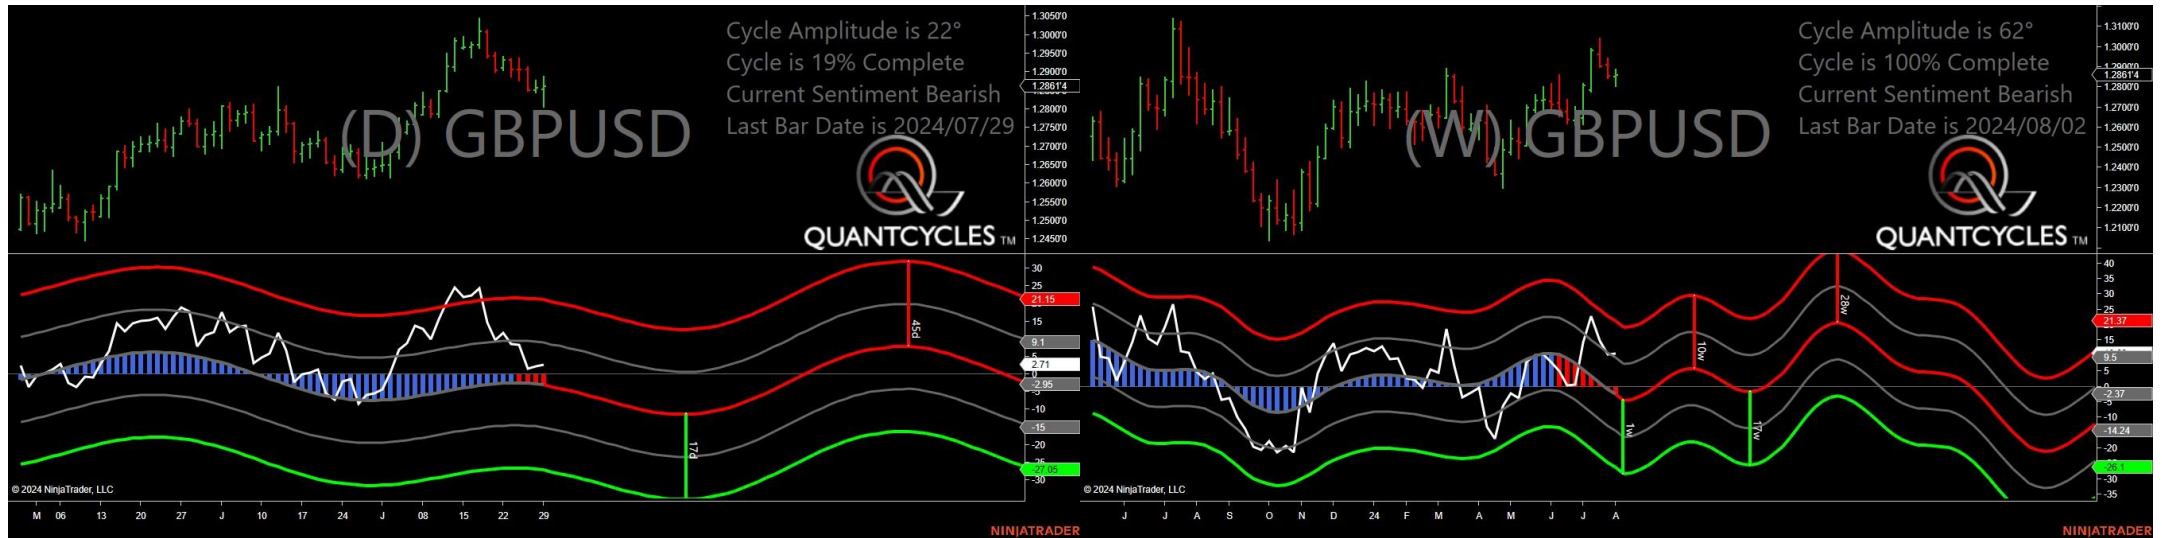 Cycle Amplitude is 22°
Cycle is 19% Complete
Current Sentiment Bearish
Last Bar Date is 2024/07/29
(D) GBPUSD
QUANTCYCLES TM
1.3050'0
1.3000'0
1.2950'0
1.2900'0
1.2861'4
1.2800'0
1.2750'0
1.2700'0
1.2650'0
1.2600'0
1.2550'0
1.2500'0
1.2450'0
30
25
21.15
15
9.1
5
2.71
0
-2.95
-10
-15
-20
-27.05
-30
45d
17d
© 2024 NinjaTrader, LLC
M 06 13 20 27 J 10 17 24 J 08 15 22 29
NINJATRADER
Cycle Amplitude is 62°
Cycle is 100% Complete
Current Sentiment Bearish
Last Bar Date is 2024/08/02
(W) GBPUSD
QUANTCYCLES TM
1.3100'0
1.3000'0
1.2861'4
1.2800'0
1.2700'0
1.2600'0
1.2500'0
1.2400'0
1.2300'0
1.2200'0
1.2100'0
40
35
30
25
21.37
15
9.5
5
0
-2.37
-5
-10
-14.24
-20
-26.1
-30
-35
10w
28w
1w
17w
© 2024 NinjaTrader, LLC
J J A S O N D 24 F M A M J J A
NINJATRADER